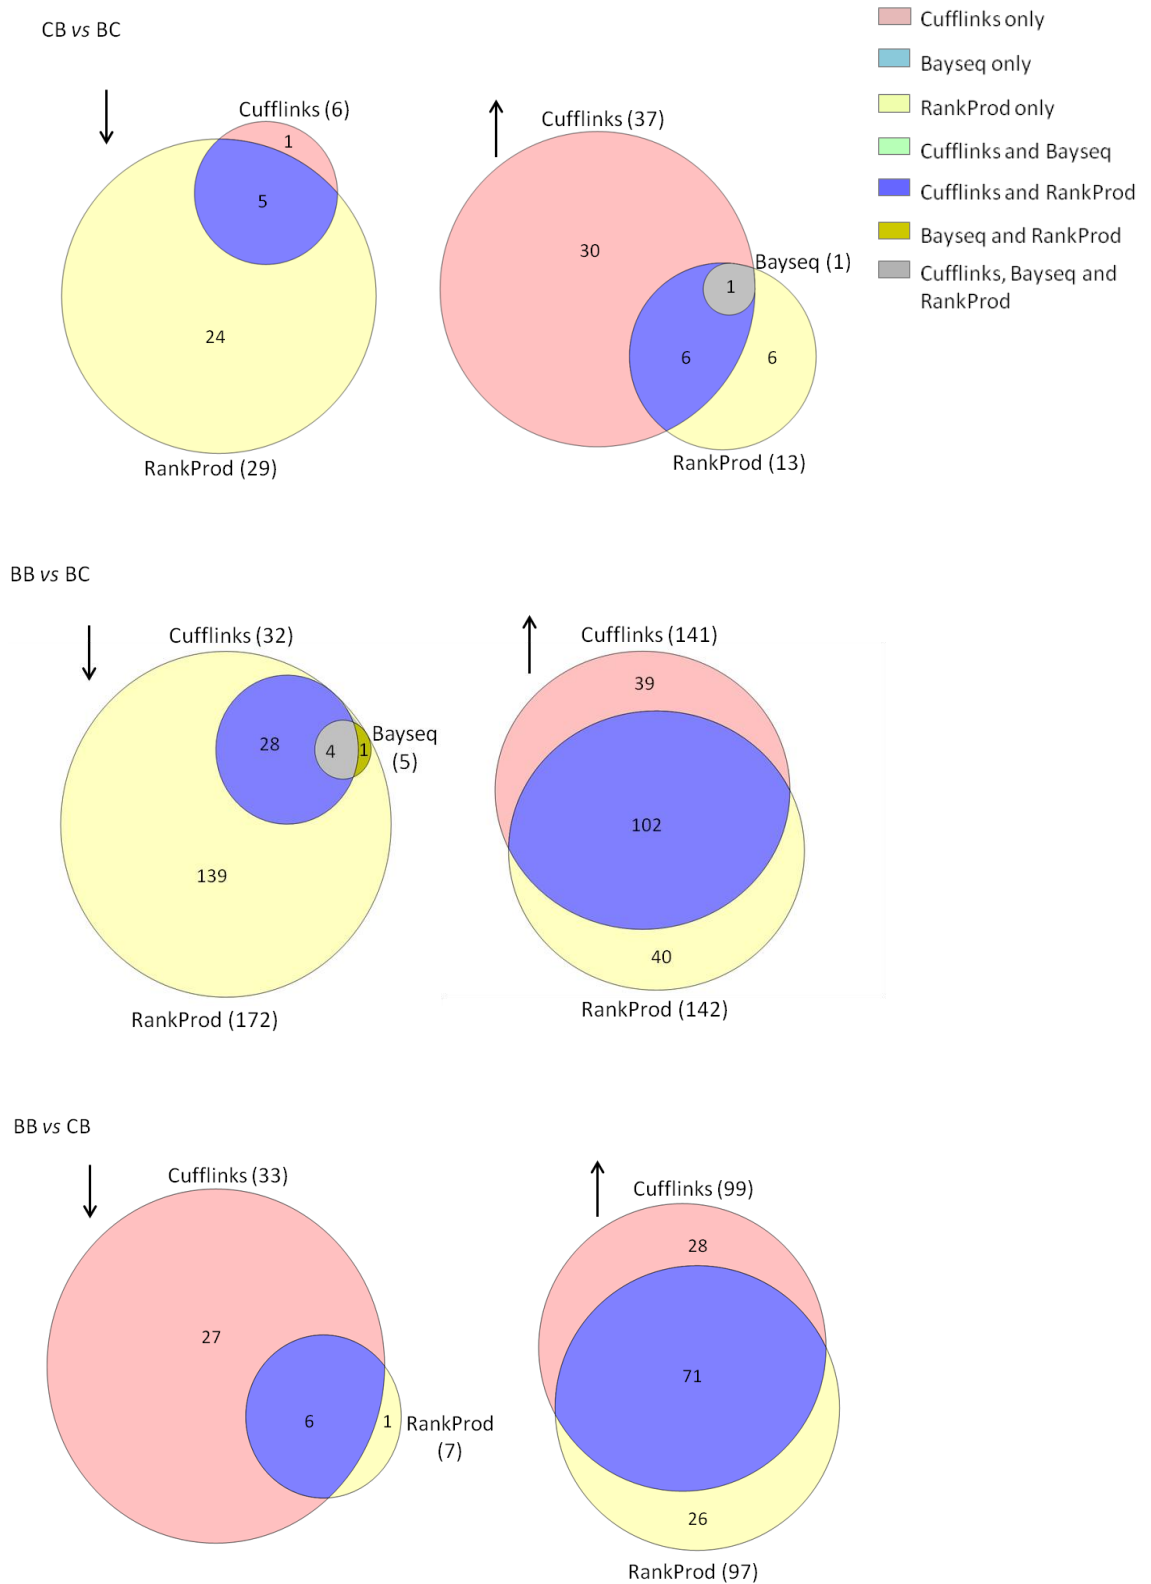 CB vs BC
Cufflinks (6)
1
5
24
RankProd (29)
Cufflinks (37)
30
Bayseq (1)
1
6
6
RankProd (13)
Cufflinks only
Bayseq only
RankProd only
Cufflinks and Bayseq
Cufflinks and RankProd
Bayseq and RankProd
Cufflinks, Bayseq and
RankProd
BB vs BC
Cufflinks (32)
28
4
1
Bayseq
(5)
139
RankProd (172)
Cufflinks (141)
39
102
40
RankProd (142)
BB vs CB
Cufflinks (33)
27
6
1
RankProd
(7)
Cufflinks (99)
28
71
26
RankProd (97)